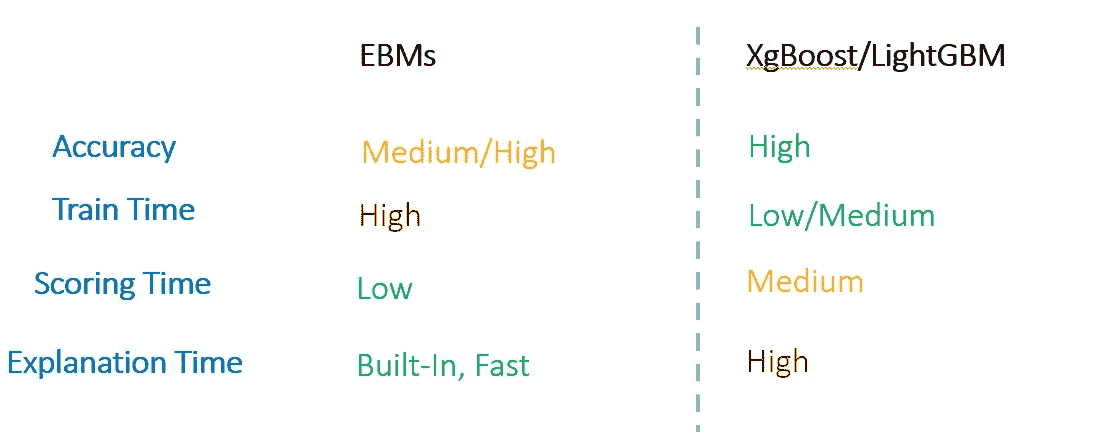 EBMs XgBoost/LightGBM
Accuracy Medium/High High
Train Time High Low/Medium
Scoring Time Low Medium
Explanation Time Built-In, Fast High